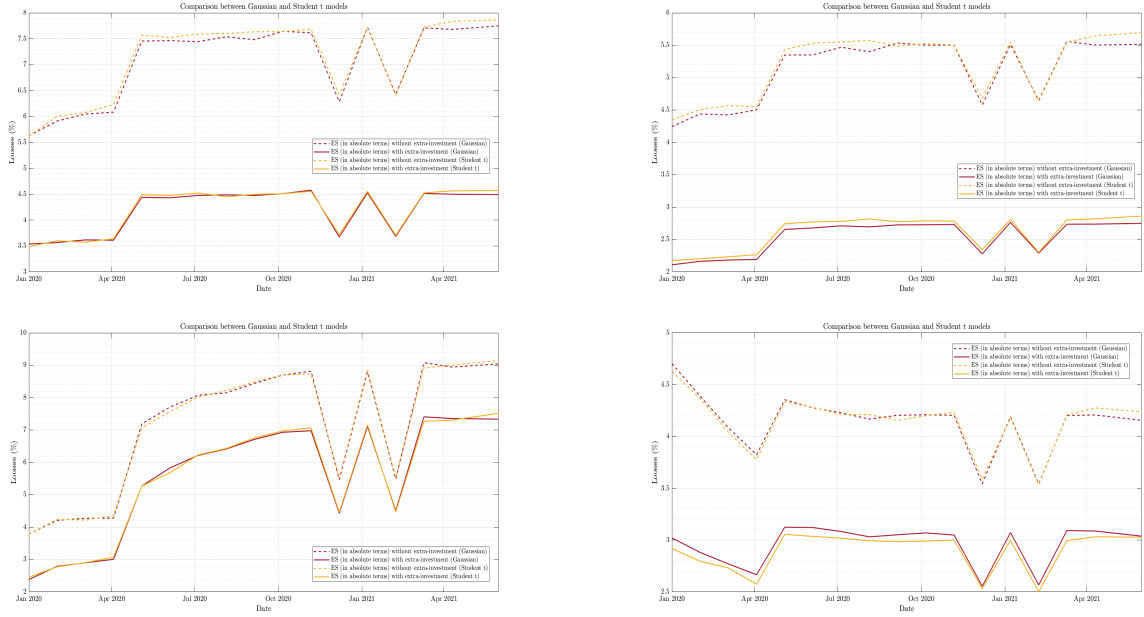 Comparison between Gaussian and Student t models
8
7.5
7
6.5
6
5.5
5
4.5
4
3.5
3
Losses (%)
ES (in absolute terms) without extra-investment (Gaussian)
ES (in absolute terms) with extra-investment (Gaussian)
ES (in absolute terms) without extra-investment (Student t)
ES (in absolute terms) with extra-investment (Student t)
Jan 2020 Apr 2020 Jul 2020 Oct 2020 Jan 2021 Apr 2021
Date
Comparison between Gaussian and Student t models
6
5.5
5
4.5
4
3.5
3
2.5
2
Losses (%)
ES (in absolute terms) without extra-investment (Gaussian)
ES (in absolute terms) with extra-investment (Gaussian)
ES (in absolute terms) without extra-investment (Student t)
ES (in absolute terms) with extra-investment (Student t)
Jan 2020 Apr 2020 Jul 2020 Oct 2020 Jan 2021 Apr 2021
Date
Comparison between Gaussian and Student t models
10
9
8
7
6
5
4
3
2
Losses (%)
ES (in absolute terms) without extra-investment (Gaussian)
ES (in absolute terms) with extra-investment (Gaussian)
ES (in absolute terms) without extra-investment (Student t)
ES (in absolute terms) with extra-investment (Student t)
Jan 2020 Apr 2020 Jul 2020 Oct 2020 Jan 2021 Apr 2021
Date
Comparison between Gaussian and Student t models
5
4.5
4
3.5
3
2.5
Losses (%)
ES (in absolute terms) without extra-investment (Gaussian)
ES (in absolute terms) with extra-investment (Gaussian)
ES (in absolute terms) without extra-investment (Student t)
ES (in absolute terms) with extra-investment (Student t)
Jan 2020 Apr 2020 Jul 2020 Oct 2020 Jan 2021 Apr 2021
Date